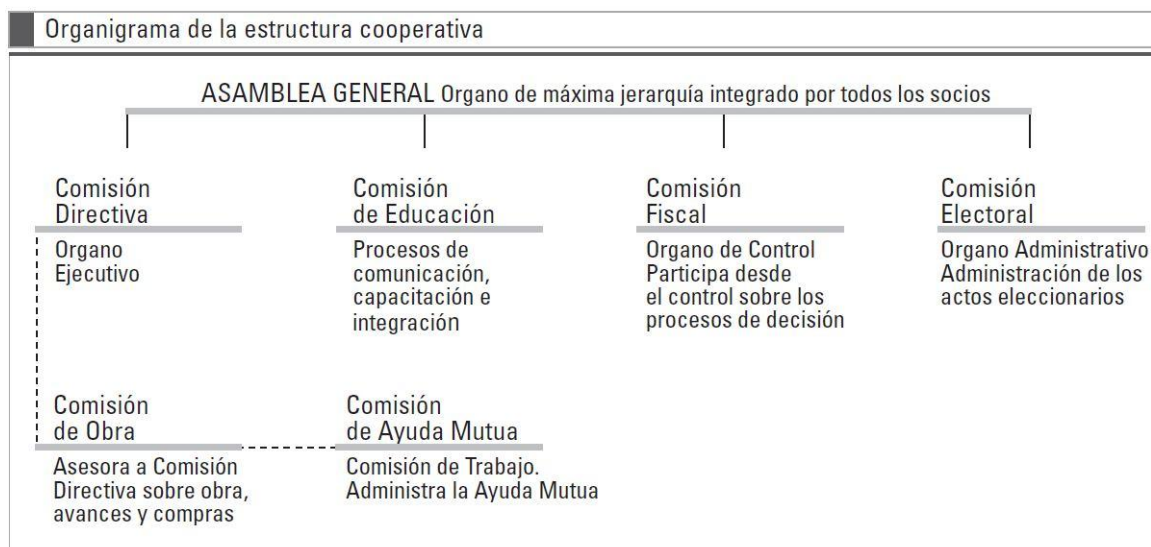 Organigrama de la estructura cooperativa
ASAMBLEA GENERAL Organo de máxima jerarquía integrado por todos los socios
Comisión
Directiva
Organo
Ejecutivo
Comisión
de Educación
Procesos de
comunicación,
capacitación e
integración
Comisión
Fiscal
Organo de Control
Participa desde
el control sobre los
procesos de decisión
Comisión
Electoral
Organo Administrativo
Administración de los
actos eleccionarios
Comisión
de Obra
Asesora a Comisión
Directiva sobre obra,
avances y compras
Comisión
de Ayuda Mutua
Comisión de Trabajo.
Administra la Ayuda Mutua